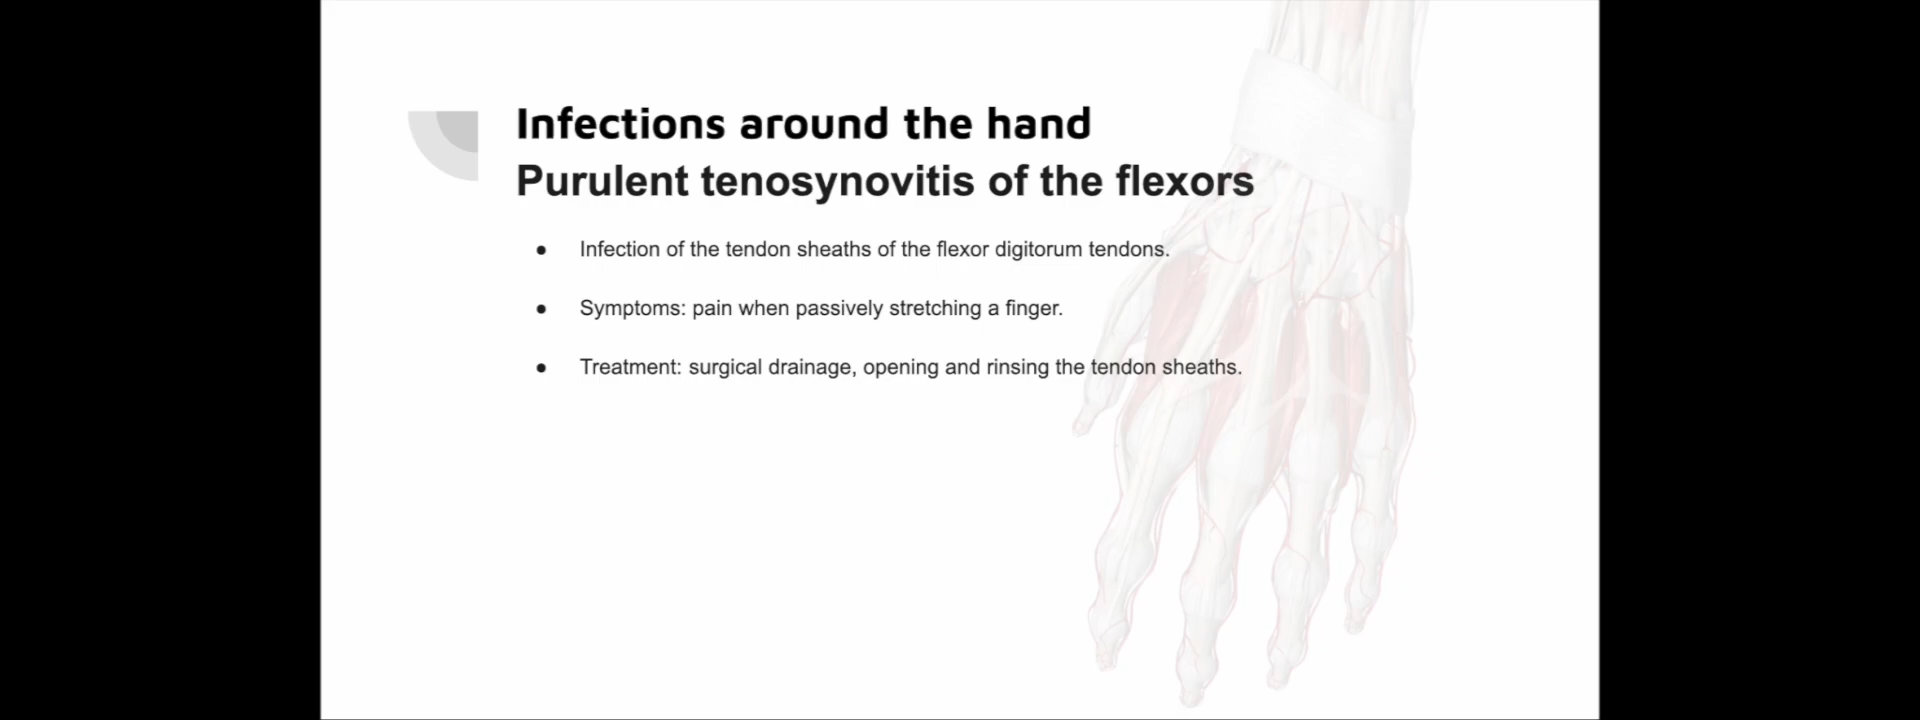 Infections around the hand
Purulent tenosynovitis of the flexors
● Infection of the tendon sheaths of the flexor digitorum tendons.
● Symptoms: pain when passively stretching a finger.
● Treatment: surgical drainage, opening and rinsing the tendon sheaths.